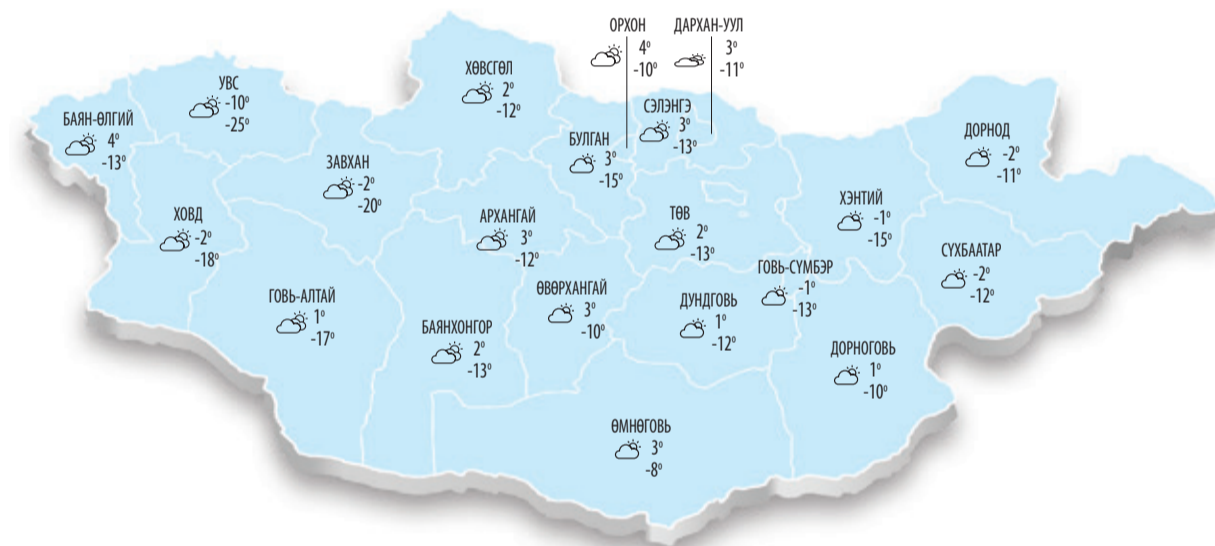 ОРХОН
4°
-10°
ДАРХАН-УУЛ
3°
-11°
ХӨВСГӨЛ
2°
-12°
УВС
-10°
-25°
БАЯН-ӨЛГИЙ
4°
-13°
СЭЛЭНГЭ
3°
-13°
БУЛГАН
3°
-15°
ДОРНОД
-2°
-11°
ЗАВХАН
-2°
-20°
ХЭНТИЙ
-1°
-15°
ХОВД
-2°
-18°
АРХАНГАЙ
3°
-12°
ТӨВ
2°
-13°
СҮХБААТАР
-2°
-12°
ГОВЬ-СҮМБЭР
-1°
-13°
ГОВЬ-АЛТАЙ
1°
-17°
ӨВӨРХАНГАЙ
3°
-10°
ДУНДГОВЬ
1°
-12°
БАЯНХОНГОР
2°
-13°
ДОРНОГОВЬ
1°
-10°
ӨМНӨГОВЬ
3°
-8°